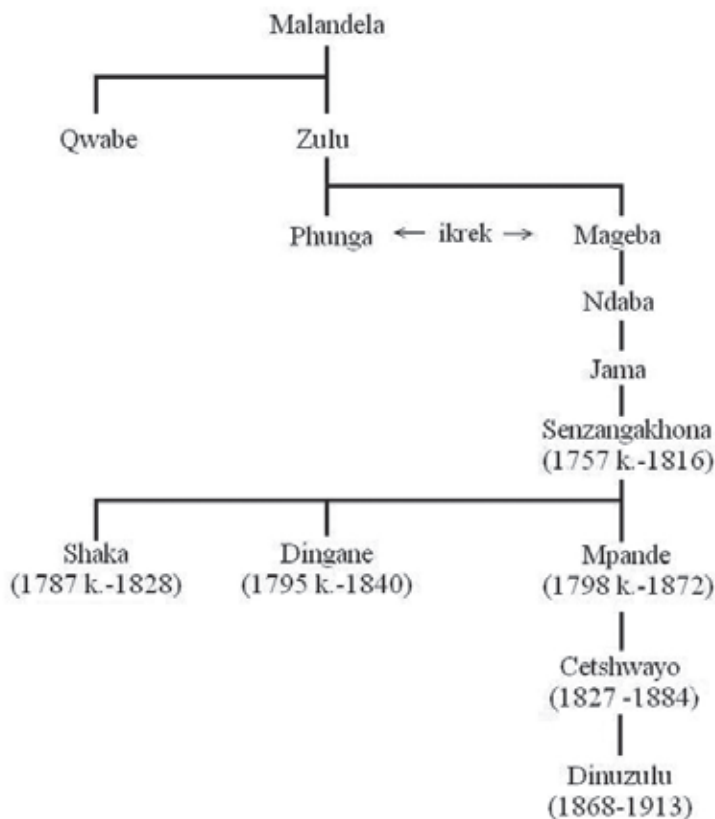 Malandela
Qwabe Zulu
Phunga ← ikrek → Mageba
Ndaba
Jama
Senzangakhona
(1757 k.-1816)
Shaka Dingane Mpande
(1787 k.-1828) (1795 k.-1840) (1798 k.-1872)
Cetshwayo
(1827 -1884)
Dinuzulu
(1868-1913)